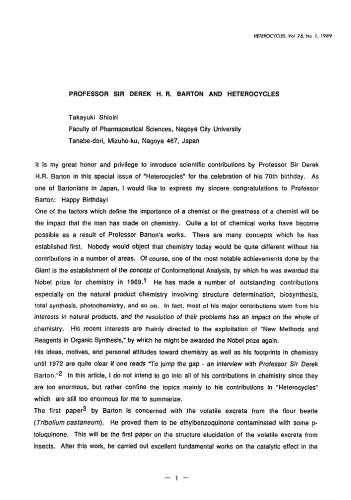 HETEROCYCLES, Vol 28, No 1, 1989
PROFESSOR SIR DEREK H. R. BARTON AND HETEROCYCLES
Takayuki Shioiri
Faculty of Pharmaceutical Sciences, Nagoya City University
Tanabe-dori, Mizuho-ku, Nagoya 467, Japan
It is my great honor and privilege to introduce scientific contributions by Professor Sir Derek
H.R. Barton in this special issue of "Heterocycles" for the celebration of his 70th birthday. As
one of Bartonians in Japan, I would like to express my sincere congratulations to Professor
Barton: Happy Birthday!
One of the factors which define the importance of a chemist or the greatness of a chemist will be
the impact that the man has made on chemistry. Quite a lot of chemical works have become
possible as a result of Professor Barton's works. There are many concepts which he has
established first. Nobody would object that chemistry today would be quite different without his
contributions in a number of areas. Of course, one of the most notable achievements done by the
Giant is the establishment of the concept of Conformational Analysis, by which he was awarded the
Nobel prize for chemistry in 1969.1 He has made a number of outstanding contributions
especially on the natural product chemistry involving structure determination, biosynthesis,
total synthesis, photochemistry, and so on. In fact, most of his major contributions stem from his
interests in natural products, and the resolution of their problems has an impact on the whole of
chemistry. His recent interests are mainly directed to the exploitation of "New Methods and
Reagents in Organic Synthesis," by which he might be awarded the Nobel prize again.
His ideas, motives, and personal attitudes toward chemistry as well as his footprints in chemistry
until 1972 are quite clear if one reads "To jump the gap - an interview with Professor Sir Derek
Barton."2 In this article, I do not intend to go into all of his contributions in chemistry since they
are too enormous, but rather confine the topics mainly to his contributions in "Heterocycles"
which are still too enormous for me to summarize.
The first paper3 by Barton is concerned with the volatile excreta from the flour beetle
(Tribolium castaneum). He proved them to be ethylbenzoquinone contaminated with some p-
toluquinone. This will be the first paper on the structure elucidation of the volatile excreta from
insects. After this work, he carried out excellent fundamental works on the catalytic effect in the
— 1 —